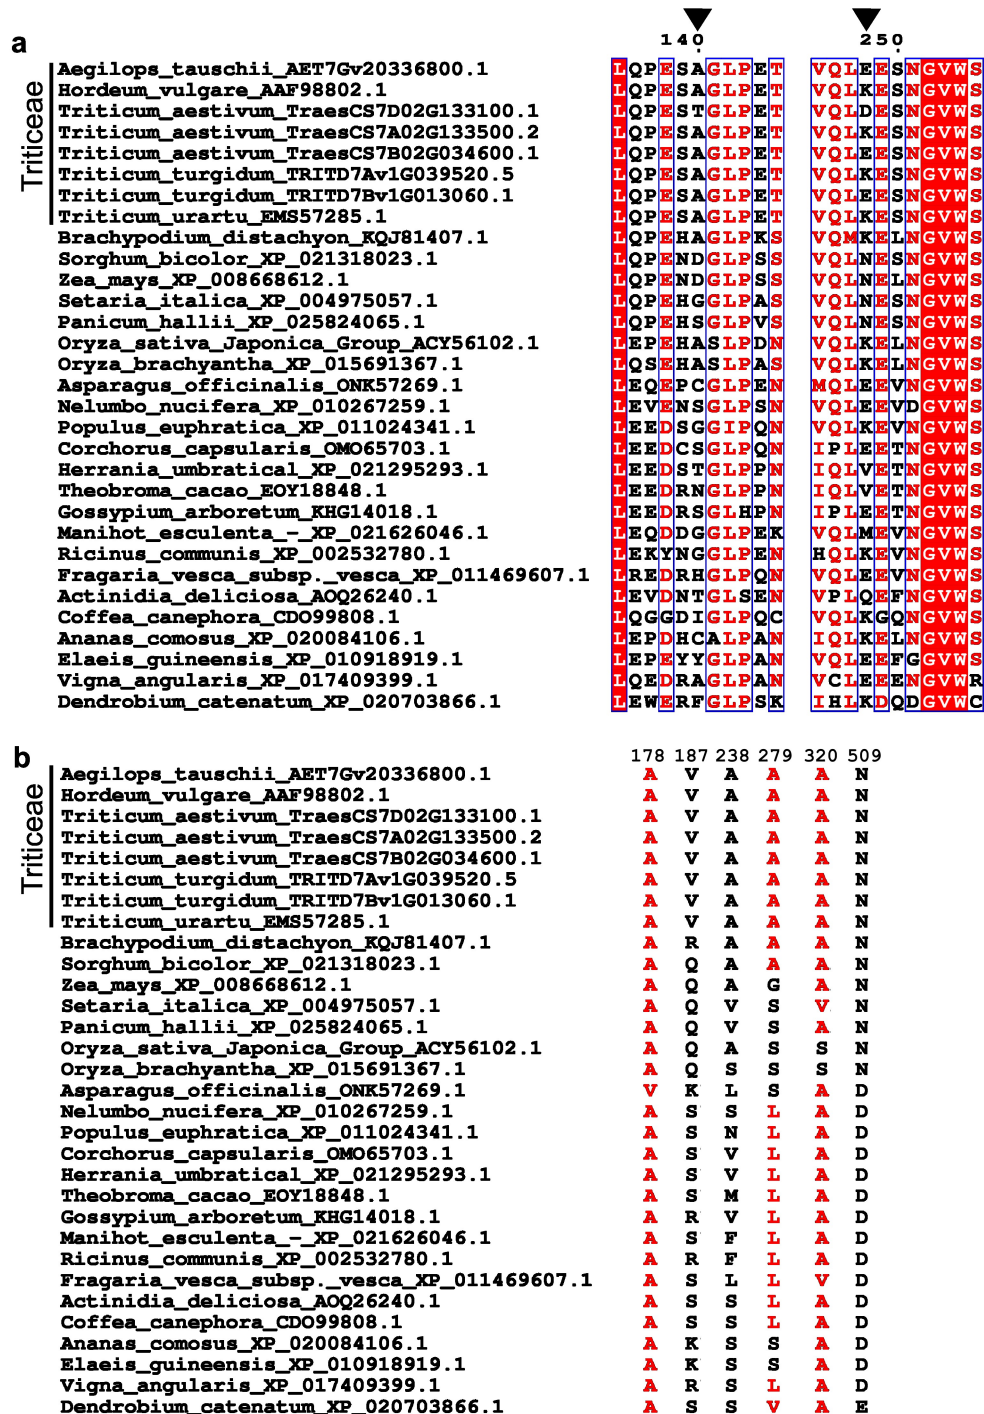 a
140 250
Triticeae
Aegilops_tauschii_AET7Gv20336800.1 LQPESAGLPET VQLEESNGVWS
Hordeum_vulgare_AAF98802.1 LQPESAGLPET VQLKESNGVWS
Triticum_aestivum_TraesCS7D02G133100.1 LQPESTGLPET VQLDESNGVWS
Triticum_aestivum_TraesCS7A02G133500.2 LQPESAGLPET VQLKESNGVWS
Triticum_aestivum_TraesCS7B02G034600.1 LQPESAGLPET VQLEESNGVWS
Triticum_turgidum_TRITD7Av1G039520.5 LQPESAGLPET VQLKESNGVWS
Triticum_turgidum_TRITD7Bv1G013060.1 LQPESAGLPET VQLEESNGVWS
Triticum_urartu_EMS57285.1 LQPESAGLPET VQLKESNGVWS
Brachypodium_distachyon_KQJ81407.1 LQPEHAGLPKS VQMKELNGVWS
Sorghum_bicolor_XP_021318023.1 LQPENDGLPSS VQLNESNGVWS
Zea_mays_XP_008668612.1 LQPENDGLPSS VQLNELNGVWS
Setaria_italica_XP_004975057.1 LQPEHGGLPAS VQLNESNGVWS
Panicum_hallii_XP_025824065.1 LQPEHSGLPVS VQLNESNGVWS
Oryza_sativa_Japonica_Group_ACY56102.1 LEPEHASLPDN VQLKELNGVWS
Oryza_brachyantha_XP_015691367.1 LQSEHASLPAS VQLKELNGVWS
Asparagus_officinalis_ONK57269.1 LEQEPCGLPEN MQLEEVNGVWS
Nelumbo_nucifera_XP_010267259.1 LEVENSGLPSN VQLEEVDGVWS
Populus_euphratica_XP_011024341.1 LEEDSGGIPQN VQLKEVNGVWS
Corchorus_capsularis_OMO65703.1 LEEDCSGLPQN IPLEETNGVWS
Herrania_umbratical_XP_021295293.1 LEEDSTGLPPN IQLVETNGVWS
Theobroma_cacao_EOY18848.1 LEEDRNGLPPN IQLVETNGVWS
Gossypium_arboretum_KHG14018.1 LEEDRSGLHPN IPLEETNGVWS
Manihot_esculenta_-_XP_021626046.1 LEQDDGGLPEK VQLMEVNGVWS
Ricinus_communis_XP_002532780.1 LEKYNGGLPEN HQLKEVNGVWS
Fragaria_vesca_subsp._vesca_XP_011469607.1 LREDRHGLPQN VQLEEVNGVWS
Actinidia_deliciosa_AOQ26240.1 LEVDNTGLSEN VPLQEFNGVWS
Coffea_canephora_CDO99808.1 LQGGDIGLPQC VQLKGQNGVWS
Ananas_comosus_XP_020084106.1 LEPDHCALPAN IQLKELNGVWS
Elaeis_guineensis_XP_010918919.1 LEPEYYGLPAN VQLEEFGGVWS
Vigna_angularis_XP_017409399.1 LQEDRAGLPAN VCLEEENGVWR
Dendrobium_catenatum_XP_020703866.1 LEWERFGLPSK IHLKDQDGVWC
b
178 187 238 279 320 509
Triticeae
Aegilops_tauschii_AET7Gv20336800.1 A V A A A N
Hordeum_vulgare_AAF98802.1 A V A A A N
Triticum_aestivum_TraesCS7D02G133100.1 A V A A A N
Triticum_aestivum_TraesCS7A02G133500.2 A V A A A N
Triticum_aestivum_TraesCS7B02G034600.1 A V A A A N
Triticum_turgidum_TRITD7Av1G039520.5 A V A A A N
Triticum_turgidum_TRITD7Bv1G013060.1 A V A A A N
Triticum_urartu_EMS57285.1 A V A A A N
Brachypodium_distachyon_KQJ81407.1 A R A A A N
Sorghum_bicolor_XP_021318023.1 A Q A A A N
Zea_mays_XP_008668612.1 A Q A G A N
Setaria_italica_XP_004975057.1 A Q V S V N
Panicum_hallii_XP_025824065.1 A Q V S A N
Oryza_sativa_Japonica_Group_ACY56102.1 A Q A S S N
Oryza_brachyantha_XP_015691367.1 A Q S S S N
Asparagus_officinalis_ONK57269.1 V K L S A D
Nelumbo_nucifera_XP_010267259.1 A S S L A D
Populus_euphratica_XP_011024341.1 A S N L A D
Corchorus_capsularis_OMO65703.1 A S V L A D
Herrania_umbratical_XP_021295293.1 A S V L A D
Theobroma_cacao_EOY18848.1 A S M L A D
Gossypium_arboretum_KHG14018.1 A R V L A D
Manihot_esculenta_-_XP_021626046.1 A S F L A D
Ricinus_communis_XP_002532780.1 A R F L A D
Fragaria_vesca_subsp._vesca_XP_011469607.1 A S L L V D
Actinidia_deliciosa_AOQ26240.1 A S S L A D
Coffea_canephora_CDO99808.1 A S S L A D
Ananas_comosus_XP_020084106.1 A K S S A D
Elaeis_guineensis_XP_010918919.1 A K S S A D
Vigna_angularis_XP_017409399.1 A R S L A D
Dendrobium_catenatum_XP_020703866.1 A S S V A E